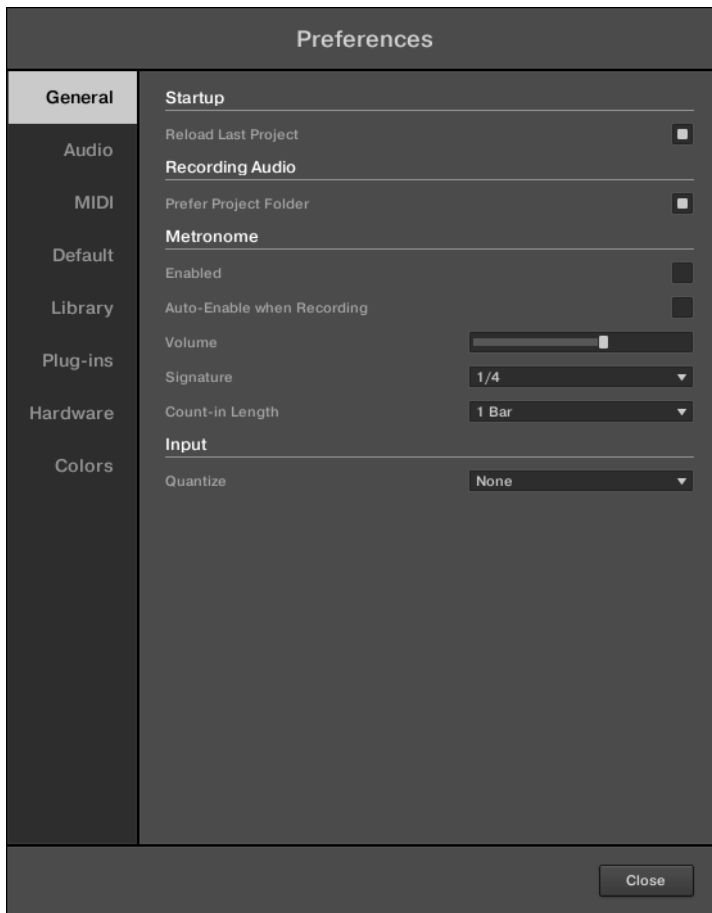 Preferences
General
Audio
MIDI
Default
Library
Plug-ins
Hardware
Colors
Startup
Reload Last Project
Recording Audio
Prefer Project Folder
Metronome
Enabled
Auto-Enable when Recording
Volume
Signature 1/4
Count-in Length 1 Bar
Input
Quantize None
Close